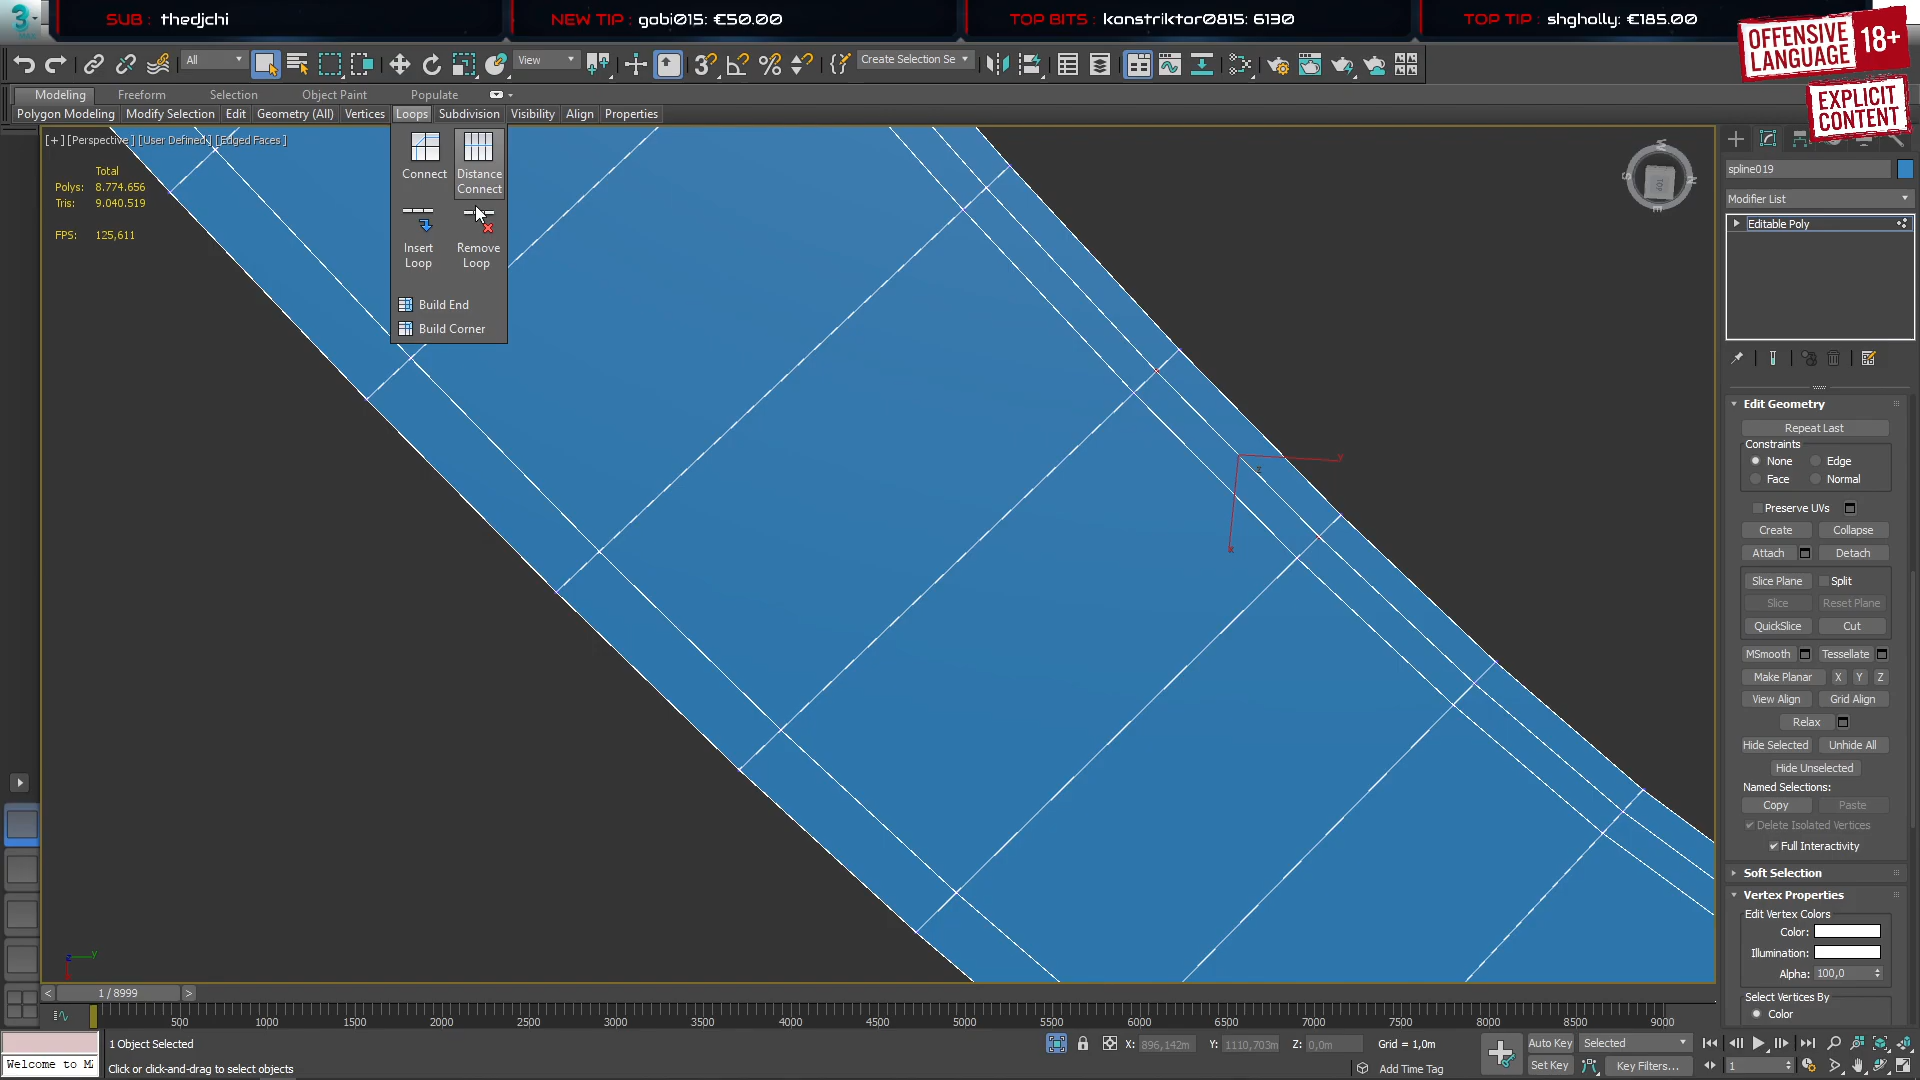 SUB : thedjchi
NEW TIP : gabi015: €50.00
TOP BITS : konstriktor0815: 6130
TOP TIP : shgholly: €185.00
OFFENSIVE LANGUAGE 18+
EXPLICIT CONTENT
All
View
Create Selection Se
Modeling Freeform Selection Object Paint Populate
Polygon Modeling Modify Selection Edit Geometry (All) Vertices Loops Subdivision Visibility Align Properties
[+] [Perspective] [User Defined] [Edged Faces]
Total
Polys: 8.774.656
Tris: 9.040.519
FPS: 125,611
Connect
Distance Connect
Insert Loop
Remove Loop
Build End
Build Corner
TOP
spline019
Modifier List
Editable Poly
Edit Geometry
Repeat Last
Constraints
None Edge
Face Normal
Preserve UVs
Create Collapse
Attach Detach
Slice Plane Split
Slice Reset Plane
QuickSlice Cut
MSmooth Tessellate
Make Planar X Y Z
View Align Grid Align
Relax
Hide Selected Unhide All
Hide Unselected
Named Selections:
Copy Paste
Delete Isolated Vertices
Full Interactivity
Soft Selection
Vertex Properties
Edit Vertex Colors
Color:
Illumination:
Alpha: 100,0
Select Vertices By
Color
< 1 / 8999 >
500 1000 1500 2000 2500 3000 3500 4000 4500 5000 5500 6000 6500 7000 7500 8000 8500 9000
1 Object Selected
X: 896,142m Y: 1110,703m Z: 0,0m Grid = 1,0m
Auto Key Selected
Welcome to M
Click or click-and-drag to select objects
Add Time Tag
Set Key Key Filters... 1